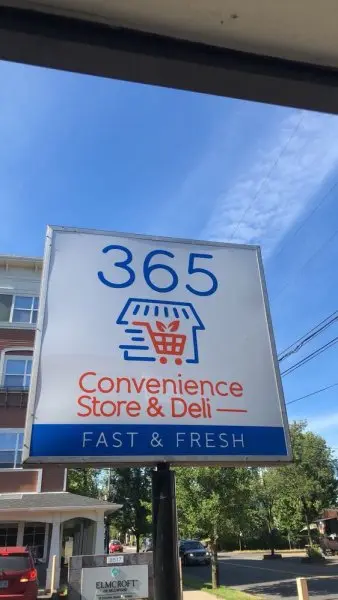 365
Convenience
Store & Deli
FAST & FRESH
ELMCROFT